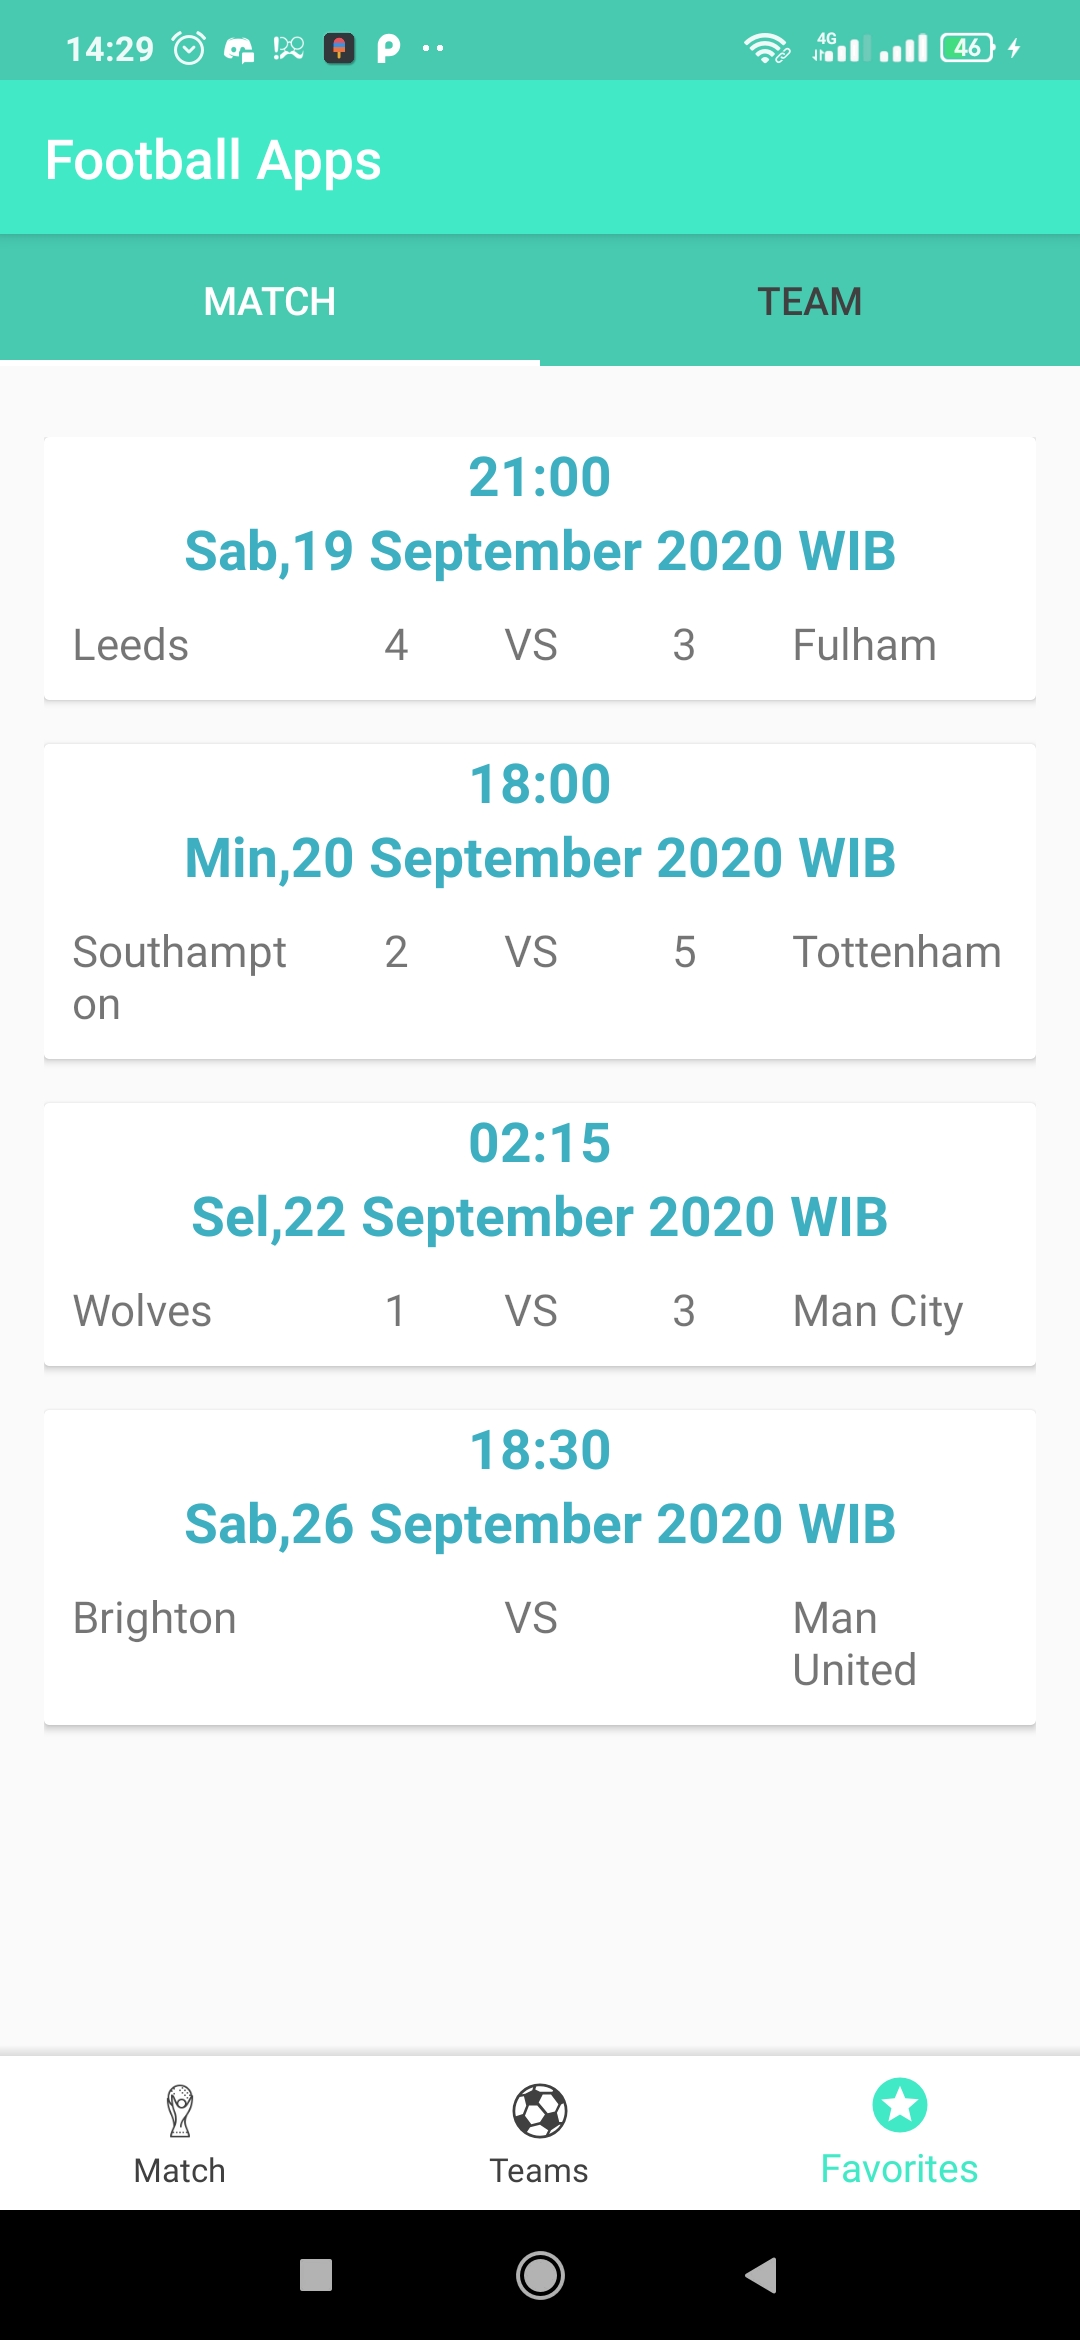 14:29
4G
46
Football Apps
MATCH TEAM
21:00
Sab,19 September 2020 WIB
Leeds 4 VS 3 Fulham
18:00
Min,20 September 2020 WIB
Southampt 2 VS 5 Tottenham
on
02:15
Sel,22 September 2020 WIB
Wolves 1 VS 3 Man City
18:30
Sab,26 September 2020 WIB
Brighton VS Man
United
Match Teams Favorites